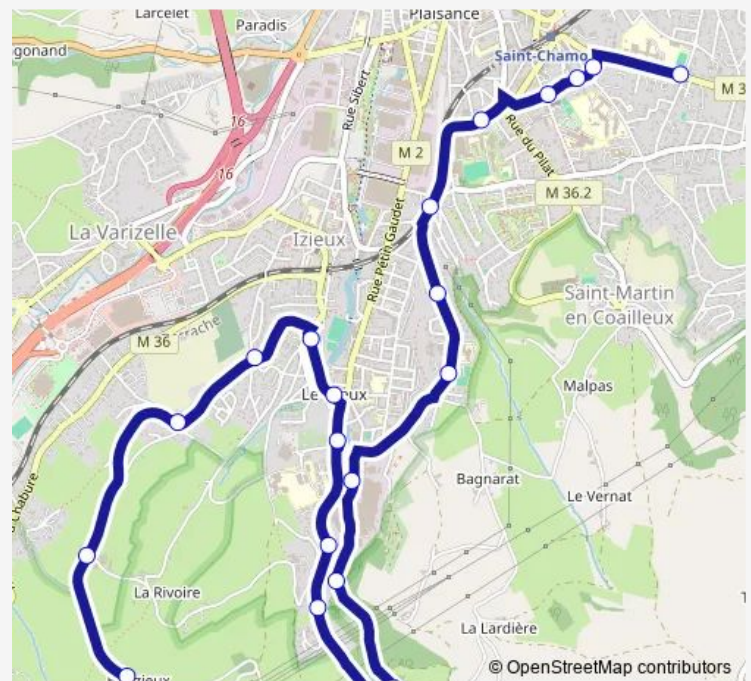 Larcelet
Plaisance
Paradis
gonand
Saint-Chamo
Rue Sibert
16
M 3
M 2
Rue du Pilat
16
M 36.2
La Varizelle
Izieux
Rue Pétin Gaudet
Saint-Martin
en Coailleux
M 36
Malpas
Bagnarat
Le Vernat
La Rivoire
La Lardière
© OpenStreetMap contributors